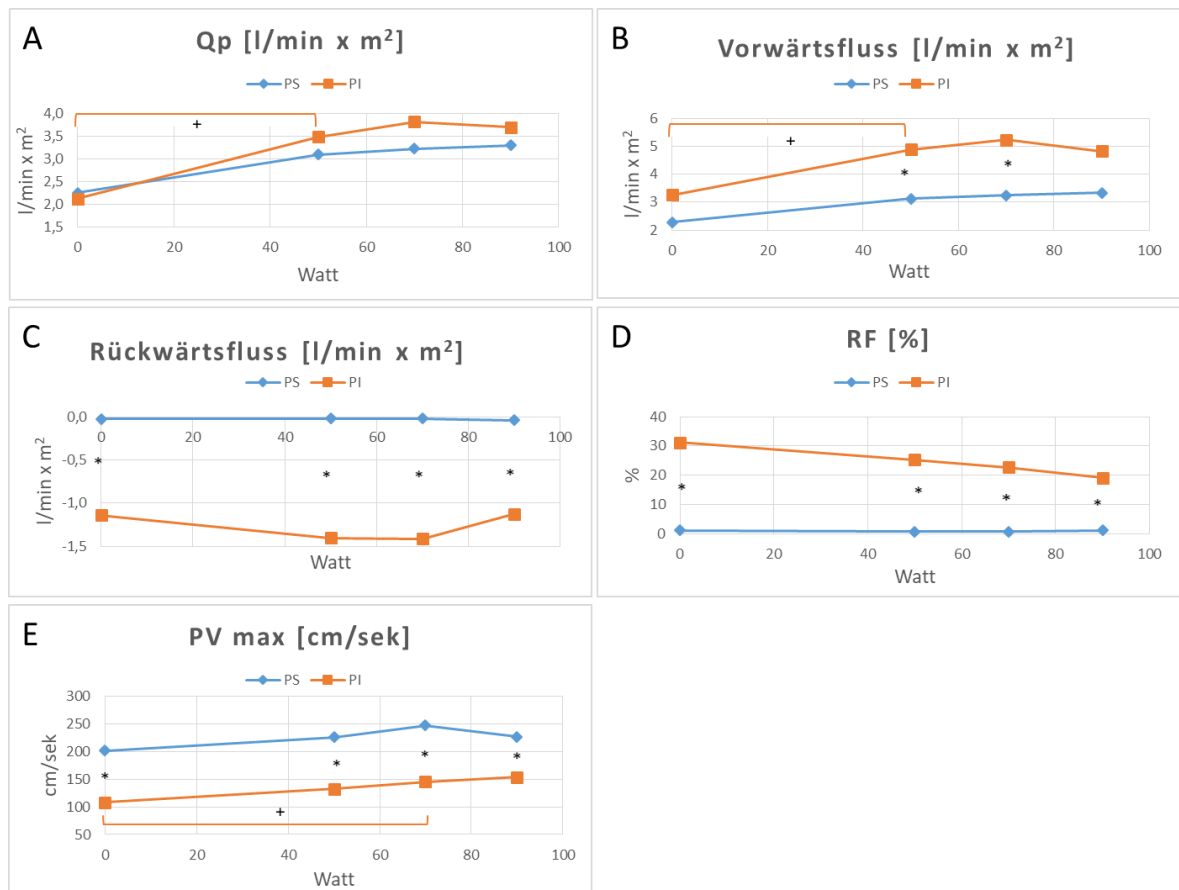 A
Qp [l/min x m²]
PS PI
4,0
3,5
3,0
2,5
2,0
1,5
l/min x m²
+
0 20 40 60 80 100
Watt
B
Vorwärtsfluss [l/min x m²]
PS PI
6
5
4
3
2
l/min x m²
+
* *
0 20 40 60 80 100
Watt
C
Rückwärtsfluss [l/min x m²]
PS PI
0,0
-0,5
-1,0
-1,5
l/min x m²
0 20 40 60 80 100
* * * *
Watt
D
RF [%]
PS PI
40
30
20
10
0
%
* * * *
0 20 40 60 80 100
Watt
E
PV max [cm/sek]
PS PI
300
250
200
150
100
50
cm/sek
* * * *
+
0 20 40 60 80 100
Watt